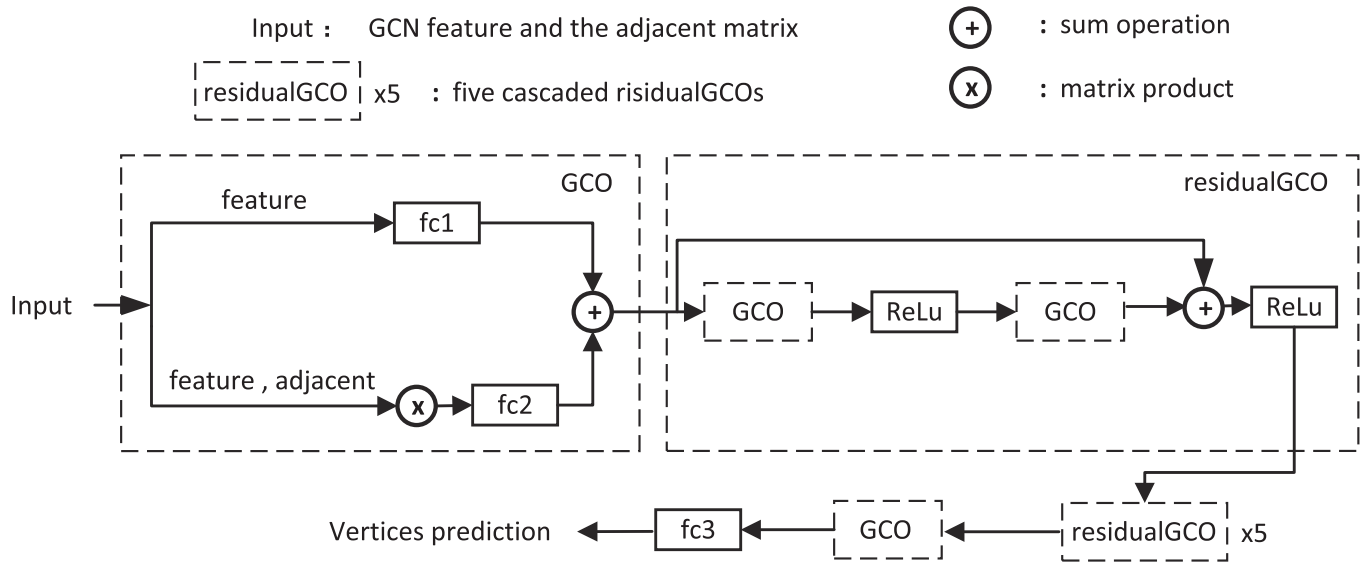 Input : GCN feature and the adjacent matrix
+ : sum operation
residualGCO x5 : five cascaded risidualGCOs
x : matrix product
GCO
residualGCO
feature
fc1
Input
+
GCO
ReLu
GCO
+
ReLu
feature , adjacent
x
fc2
Vertices prediction
fc3
GCO
residualGCO x5